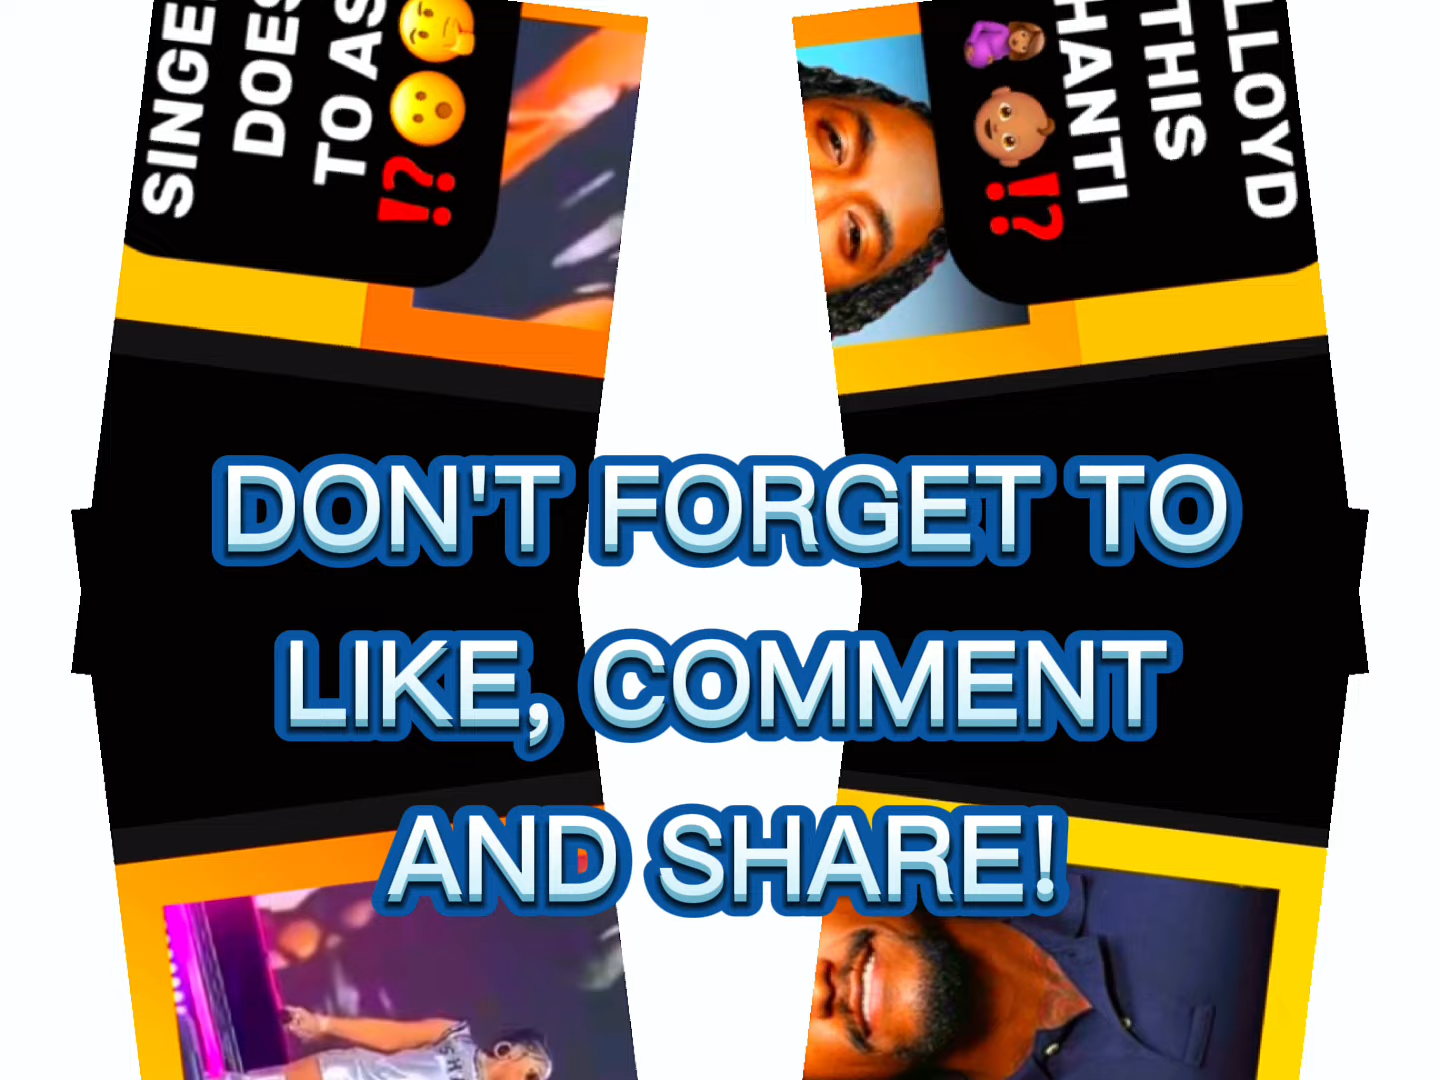 SINGE
DOES
TO AS
LLOYD
THIS
HANTI
DON'T FORGET TO
LIKE, COMMENT
AND SHARE!